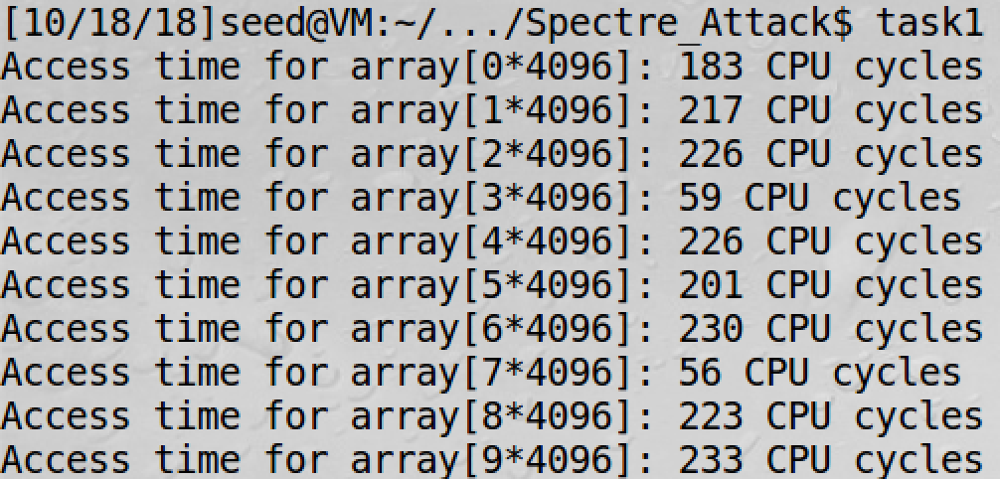 [10/18/18]seed@VM:~/.../Spectre_Attack$ task1
Access time for array[0*4096]: 183 CPU cycles
Access time for array[1*4096]: 217 CPU cycles
Access time for array[2*4096]: 226 CPU cycles
Access time for array[3*4096]: 59 CPU cycles
Access time for array[4*4096]: 226 CPU cycles
Access time for array[5*4096]: 201 CPU cycles
Access time for array[6*4096]: 230 CPU cycles
Access time for array[7*4096]: 56 CPU cycles
Access time for array[8*4096]: 223 CPU cycles
Access time for array[9*4096]: 233 CPU cycles